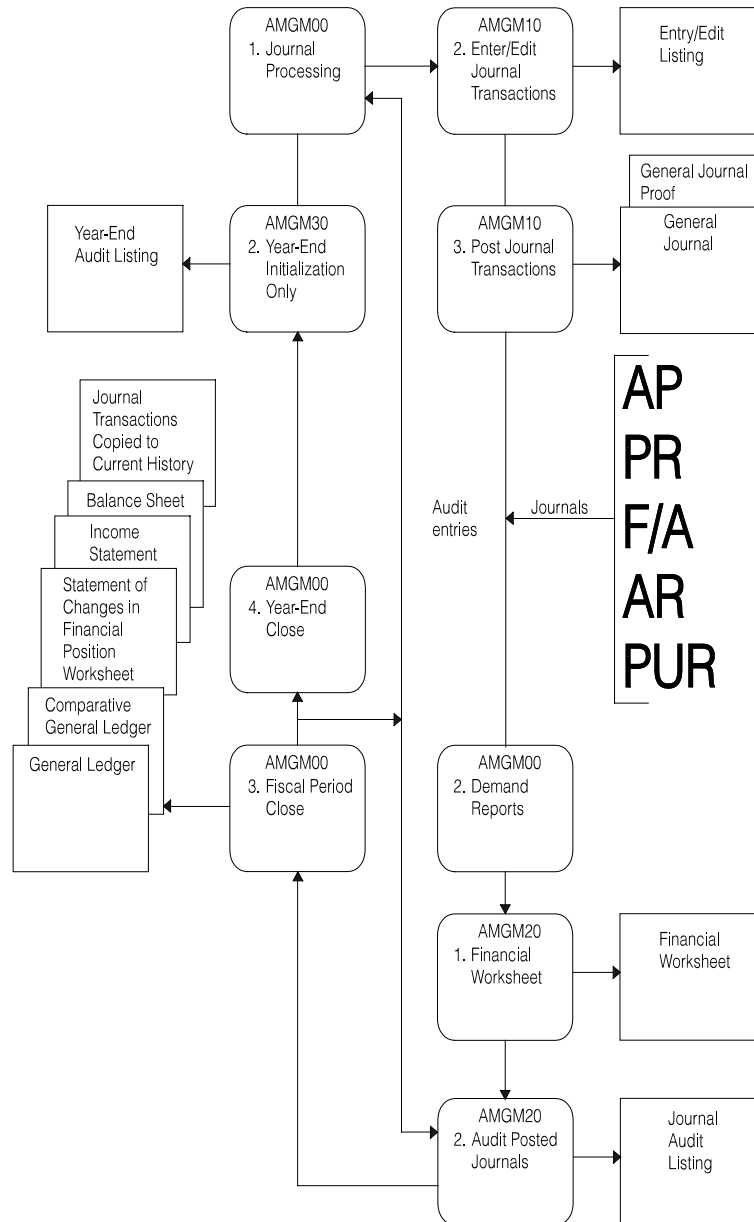 AMGM00
1. Journal
Processing
AMGM10
2. Enter/Edit
Journal
Transactions
Entry/Edit
Listing
General Journal
Proof
General
Journal
AMGM10
3. Post Journal
Transactions
AMGM30
2. Year-End
Initialization
Only
Year-End
Audit Listing
Journal
Transactions
Copied to
Current History
Balance Sheet
Income
Statement
Statement of
Changes in
Financial
Position
Worksheet
Comparative
General Ledger
General Ledger
AMGM00
4. Year-End
Close
AMGM00
3. Fiscal Period
Close
Audit
entries
Journals
AP
PR
F/A
AR
PUR
AMGM00
2. Demand
Reports
AMGM20
1. Financial
Worksheet
Financial
Worksheet
AMGM20
2. Audit Posted
Journals
Journal
Audit
Listing